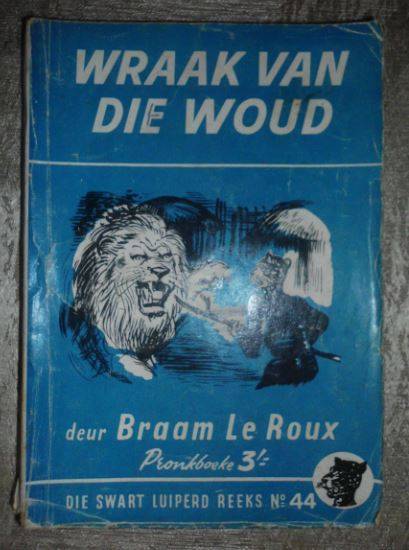 WRAAK VAN
DIE WOUD
deur Braam Le Roux
Pronkboeke 3/-
DIE SWART LUIPERD REEKS No 44